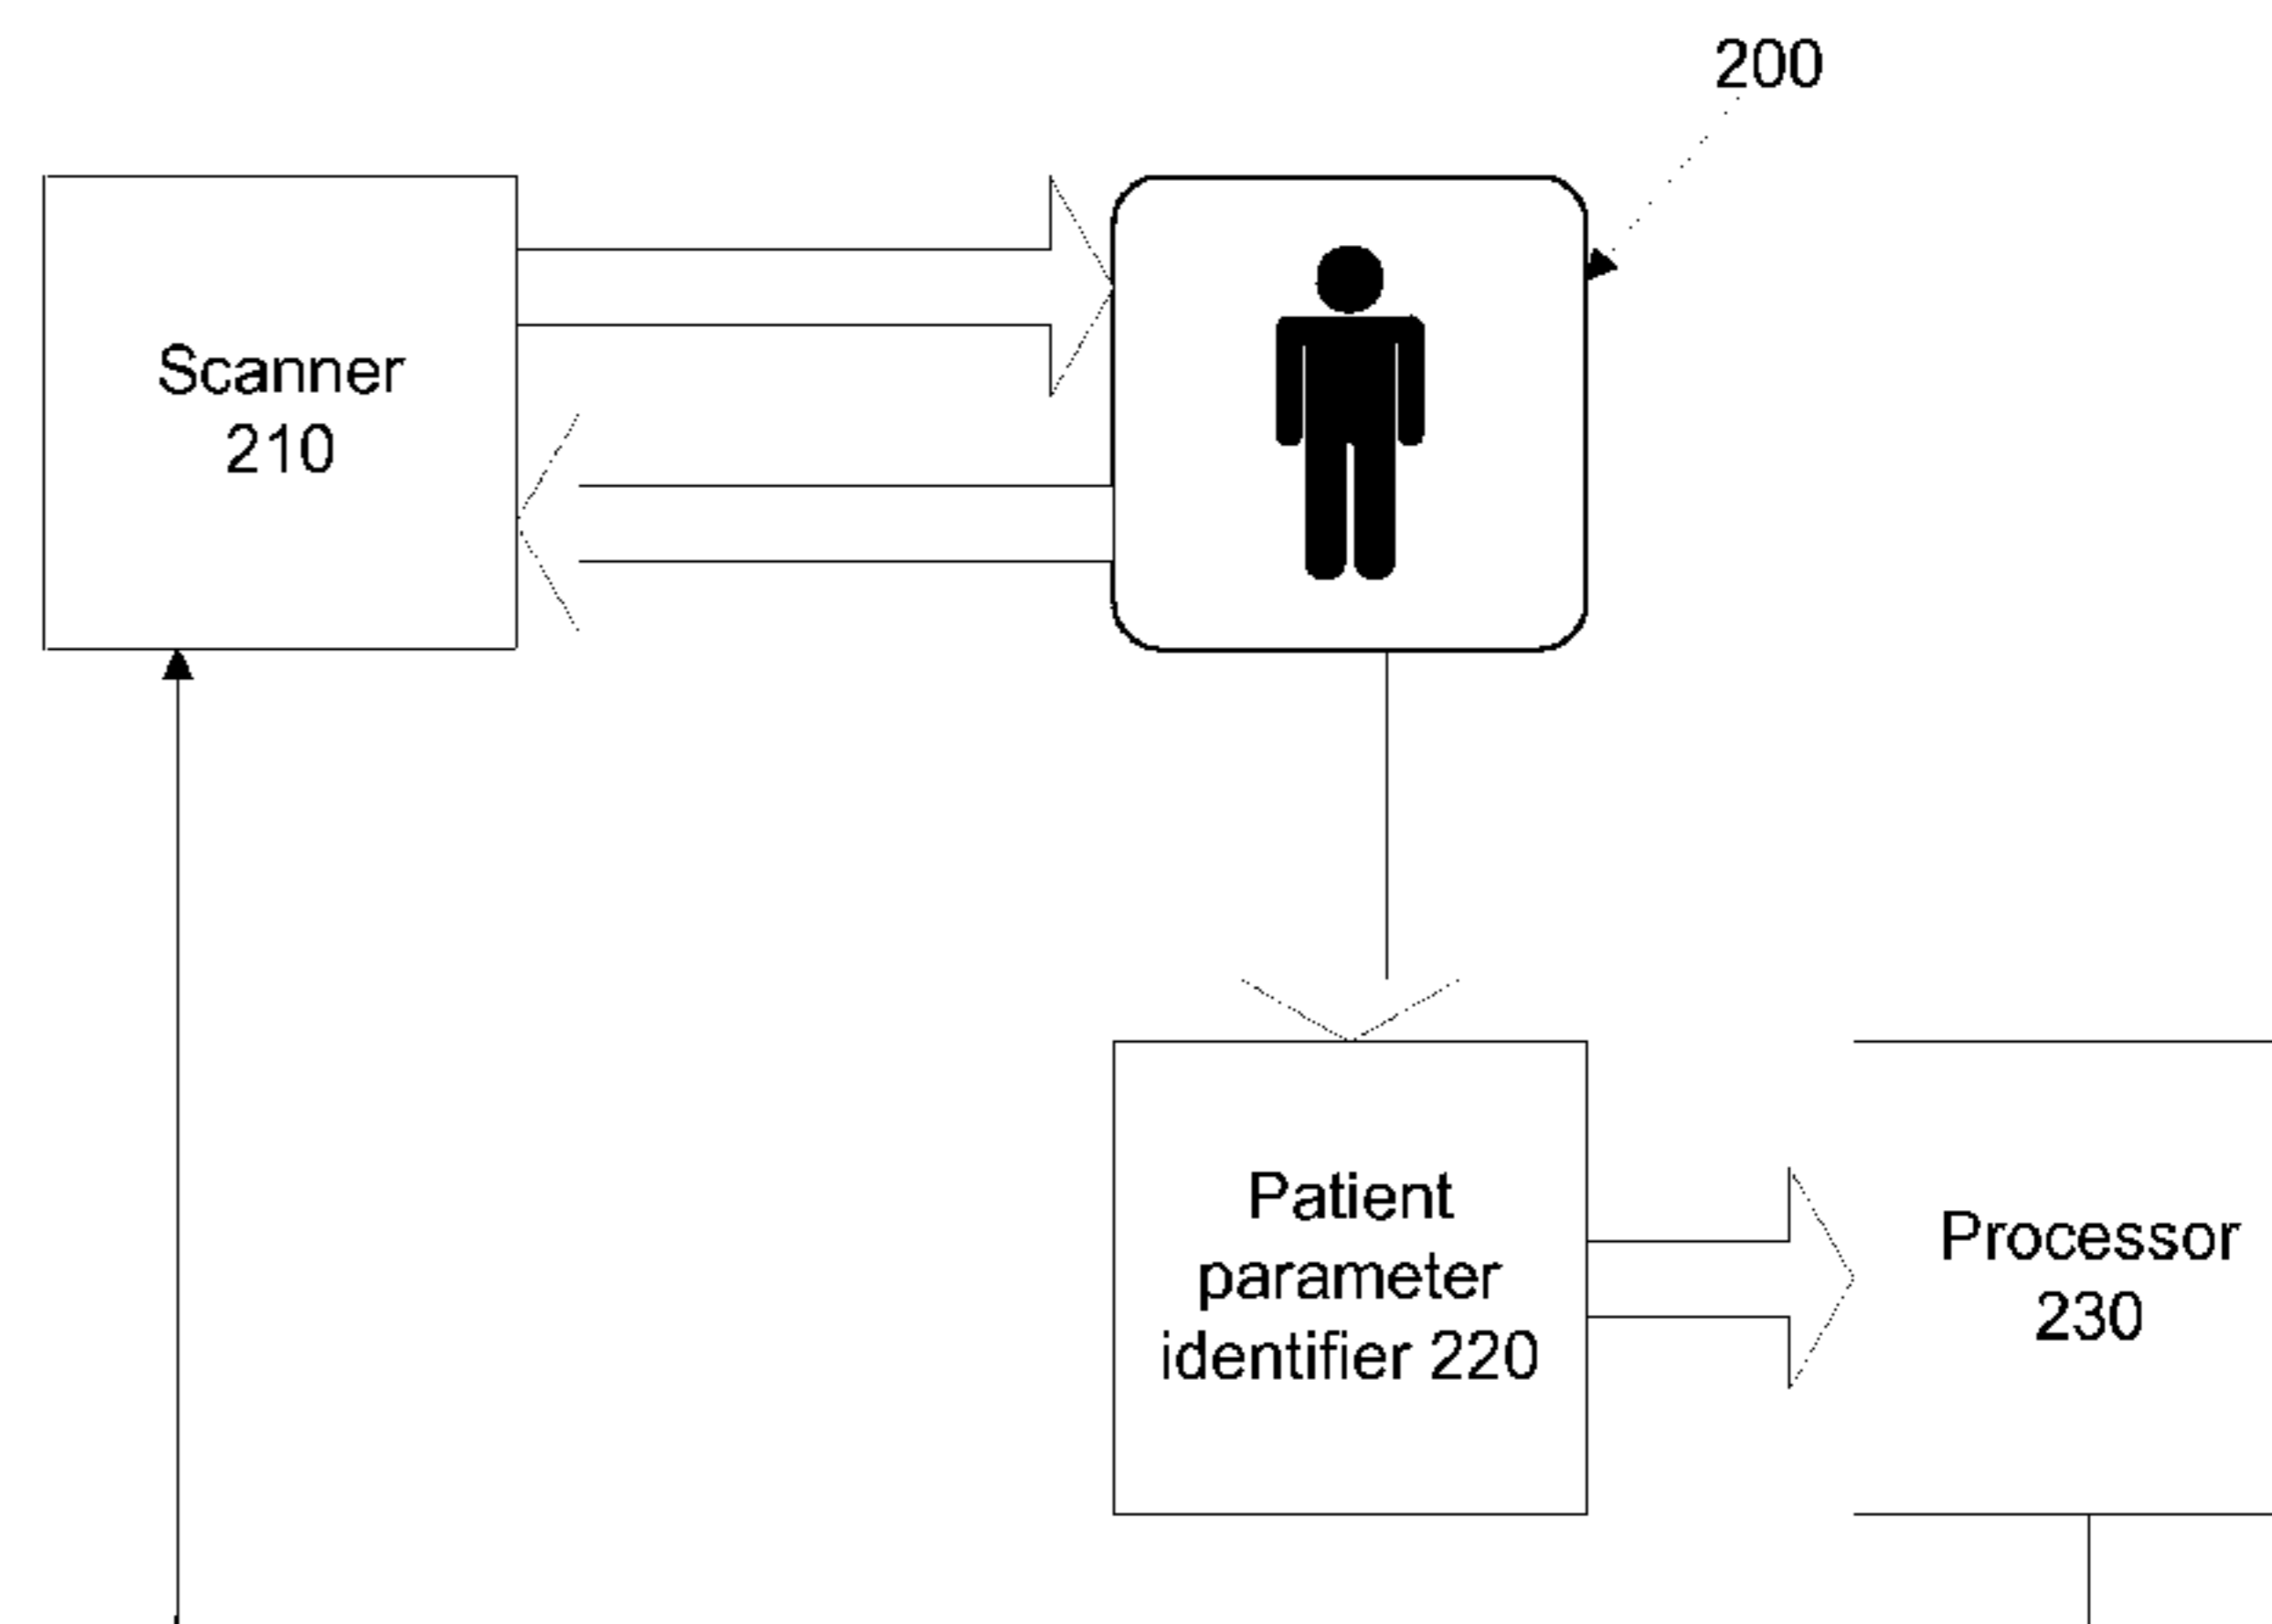 200
Scanner
210
Patient
parameter
identifier 220
Processor
230